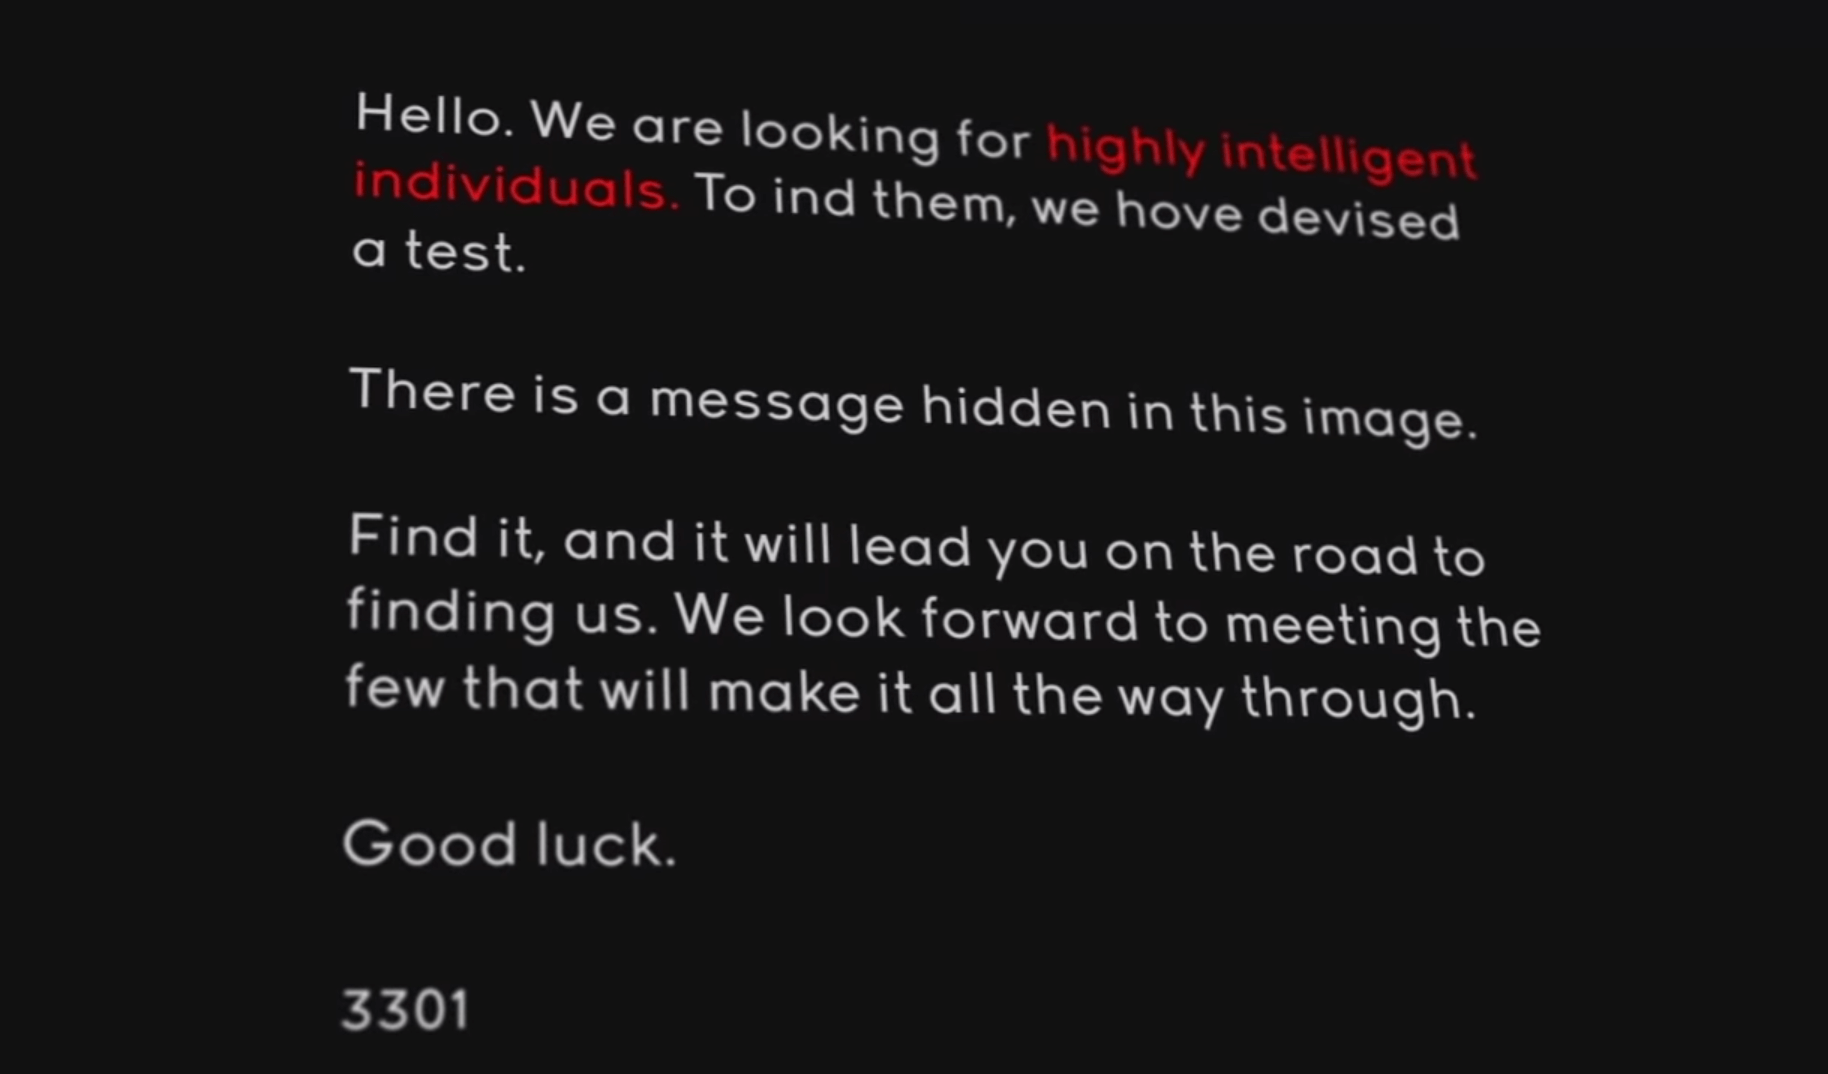 Hello. We are looking for highly intelligent
individuals. To ind them, we hove devised
a test.
There is a message hidden in this image.
Find it, and it will lead you on the road to
finding us. We look forward to meeting the
few that will make it all the way through.
Good luck.
3301